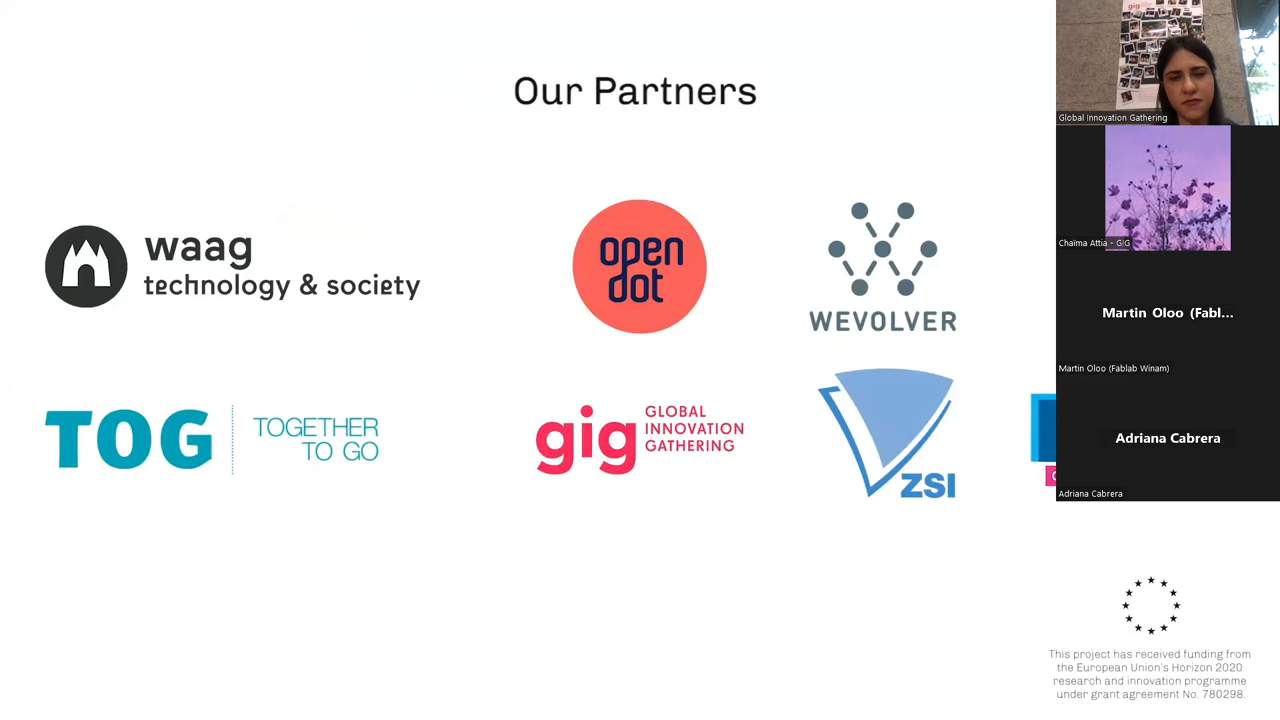 Our Partners
waag
technology & society
open
dot
WEVOLVER
TOG
TOGETHER
TO GO
gig
GLOBAL
INNOVATION
GATHERING
ZSI
This project has received funding from
the European Union's Horizon 2020
research and innovation programme
under grant agreement No. 780298.
gig
Global Innovation Gathering
Chaïma Attia - GIG
Martin Oloo (Fabl...
Martin Oloo (Fablab Winam)
Adriana Cabrera
Adriana Cabrera